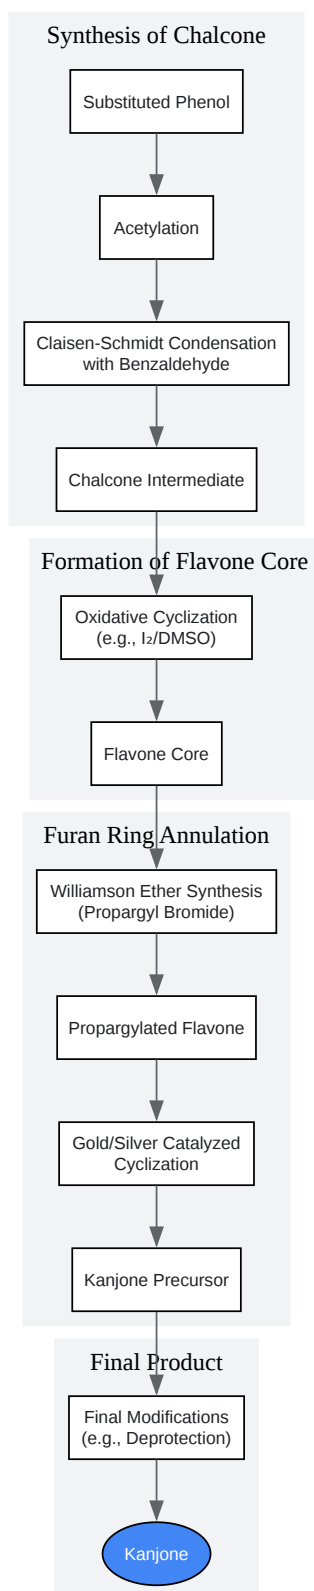 Synthesis of Chalcone
Substituted Phenol
Acetylation
Claisen-Schmidt Condensation
with Benzaldehyde
Chalcone Intermediate
Formation of Flavone Core
Oxidative Cyclization
(e.g., I₂/DMSO)
Flavone Core
Furan Ring Annulation
Williamson Ether Synthesis
(Propargyl Bromide)
Propargylated Flavone
Gold/Silver Catalyzed
Cyclization
Kanjone Precursor
Final Product
Final Modifications
(e.g., Deprotection)
Kanjone